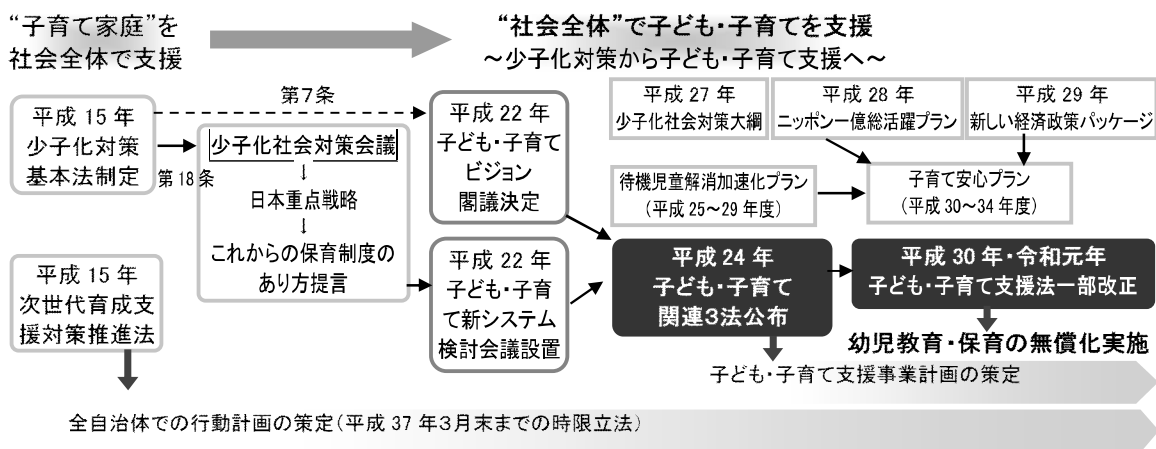 “子育て家庭”を
社会全体で支援
“社会全体”で子ども・子育てを支援
～少子化対策から子ども・子育て支援へ～
平成 15 年
少子化対策
基本法制定
第7条
第 18 条
少子化社会対策会議
↓
日本重点戦略
↓
これからの保育制度の
あり方提言
平成 22 年
子ども・子育て
ビジョン
閣議決定
平成 27 年
少子化社会対策大綱
平成 28 年
ニッポン一億総活躍プラン
平成 29 年
新しい経済政策パッケージ
待機児童解消加速化プラン
（平成 25～29 年度）
子育て安心プラン
（平成 30～34 年度）
平成 15 年
次世代育成支
援対策推進法
平成 22 年
子ども・子育
て新システム
検討会議設置
平成 24 年
子ども・子育て
関連3法公布
平成 30 年・令和元年
子ども・子育て支援法一部改正
幼児教育・保育の無償化実施
子ども・子育て支援事業計画の策定
全自治体での行動計画の策定（平成 37 年3月末までの時限立法）